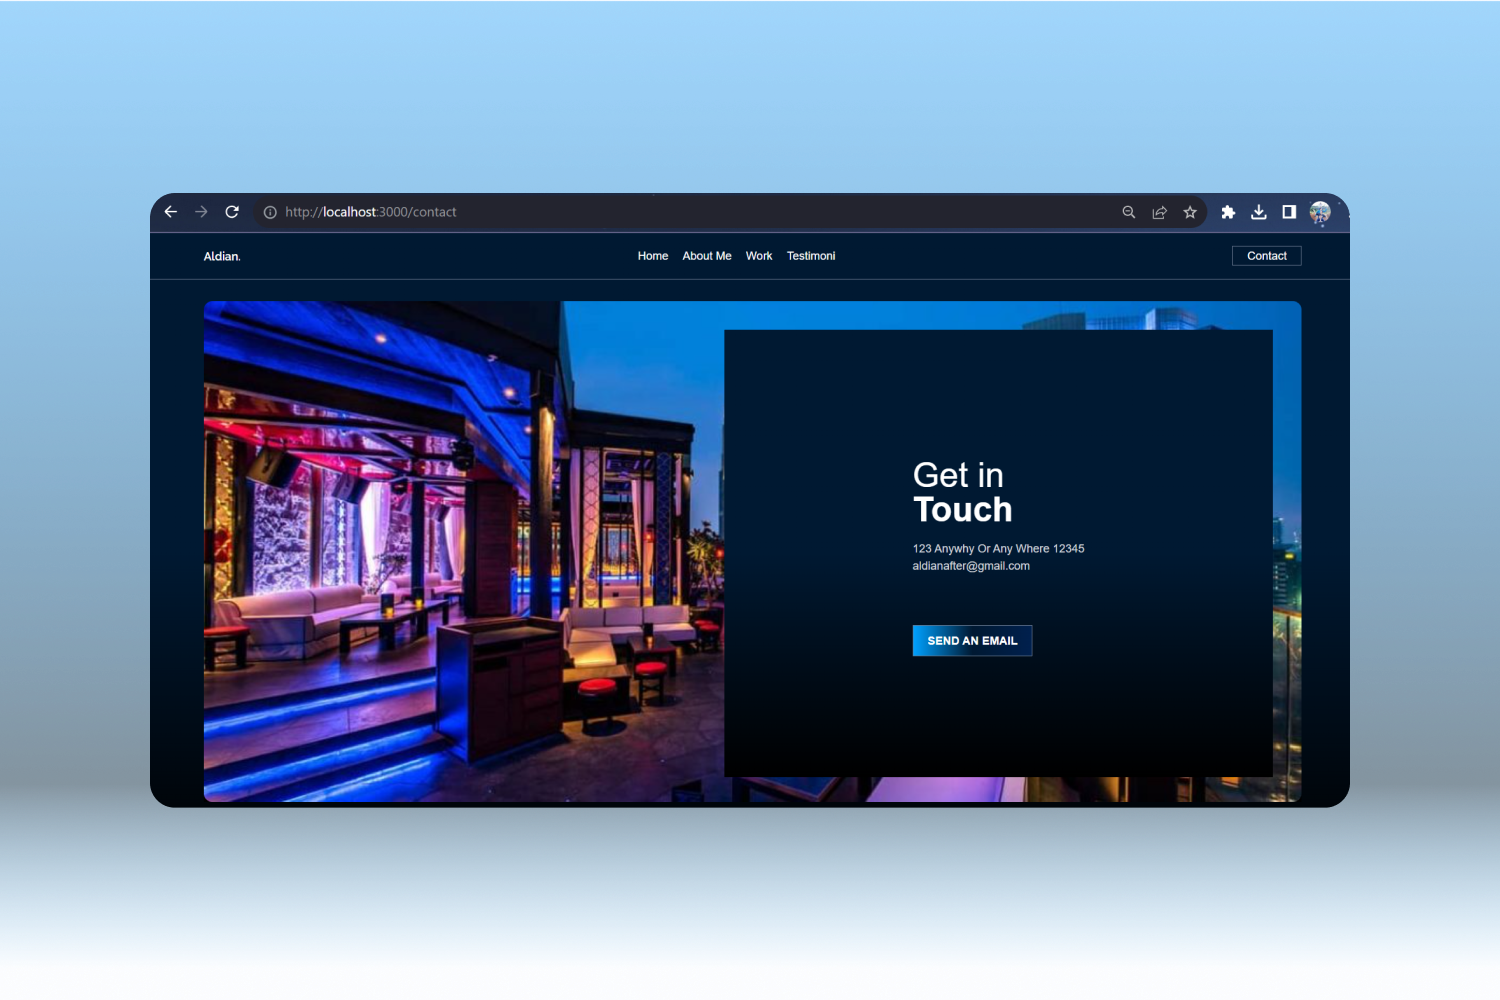 http://localhost:3000/contact
Aldian.
Home About Me Work Testimoni
Contact
Get in
Touch
123 Anywhy Or Any Where 12345
aldianafter@gmail.com
SEND AN EMAIL